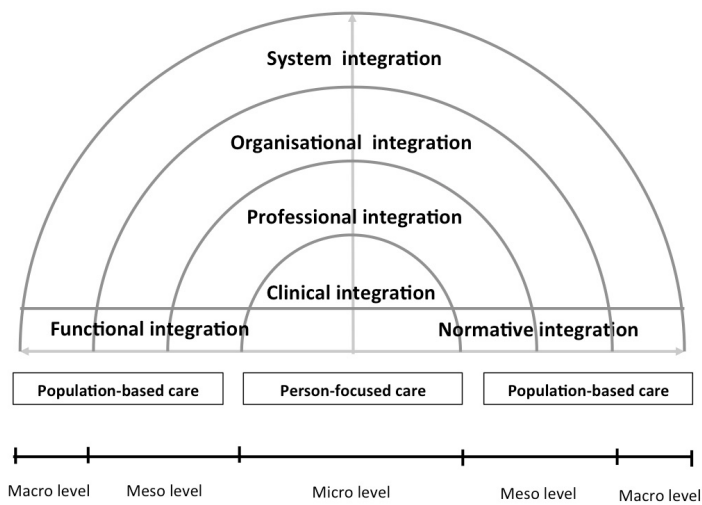 System integration
Organisational integration
Professional integration
Clinical integration
Functional integration
Normative integration
Population-based care
Person-focused care
Population-based care
Macro level
Meso level
Micro level
Meso level
Macro level